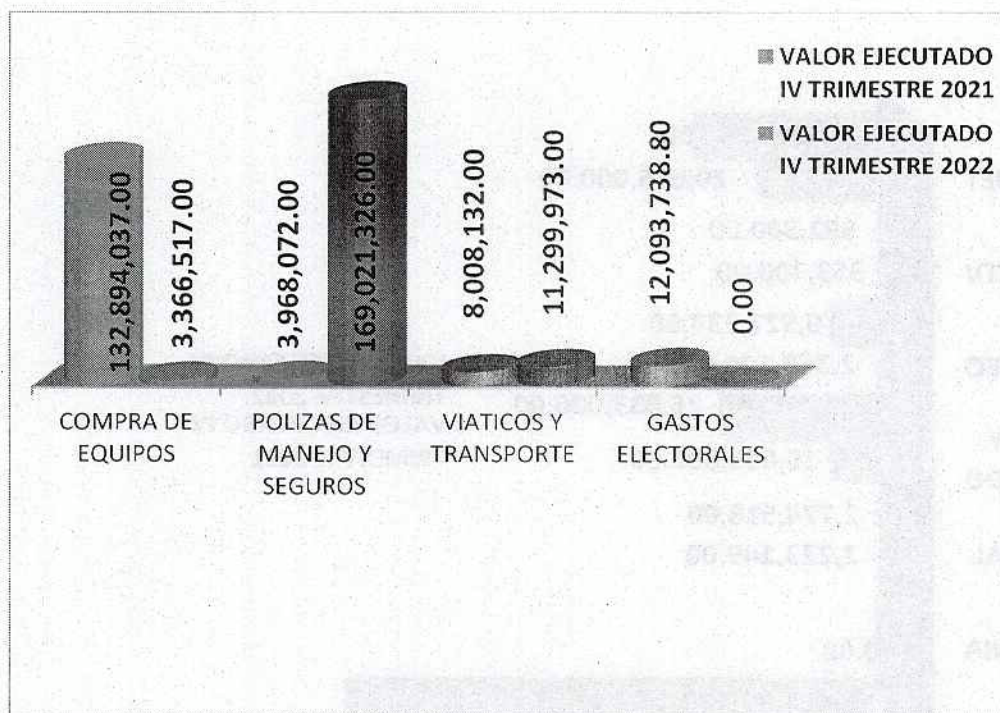 VALOR EJECUTADO
IV TRIMESTRE 2021
VALOR EJECUTADO
IV TRIMESTRE 2022
132,894,037.00
3,366,517.00
3,968,072.00
169,021,326.00
8,008,132.00
11,299,973.00
12,093,738.80
0.00
COMPRA DE
EQUIPOS
POLIZAS DE
MANEJO Y
SEGUROS
VIATICOS Y
TRANSPORTE
GASTOS
ELECTORALES